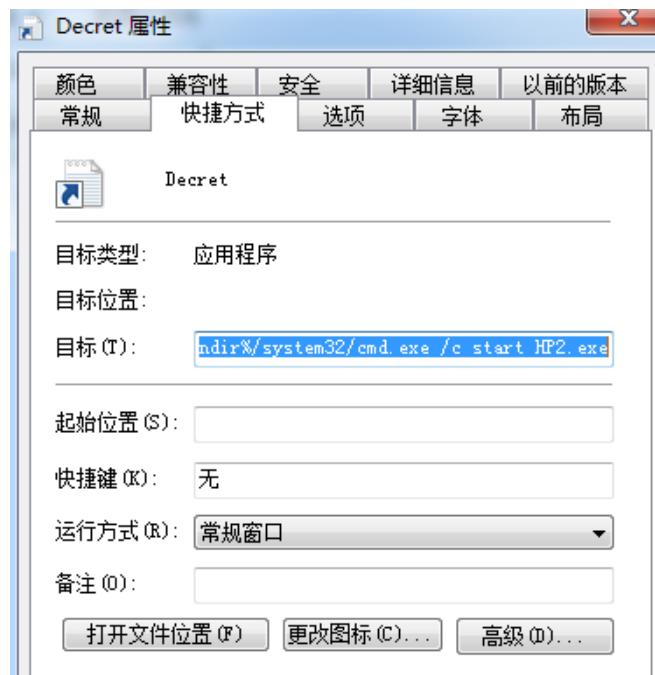 Decret 属性
颜色 兼容性 安全 详细信息 以前的版本
常规 快捷方式 选项 字体 布局
Decret
目标类型: 应用程序
目标位置:
目标(T): ndir%/system32/cmd.exe /c start HP2.exe
起始位置(S):
快捷键(K): 无
运行方式(R): 常规窗口
备注(O):
打开文件位置(F) 更改图标(C)... 高级(D)...